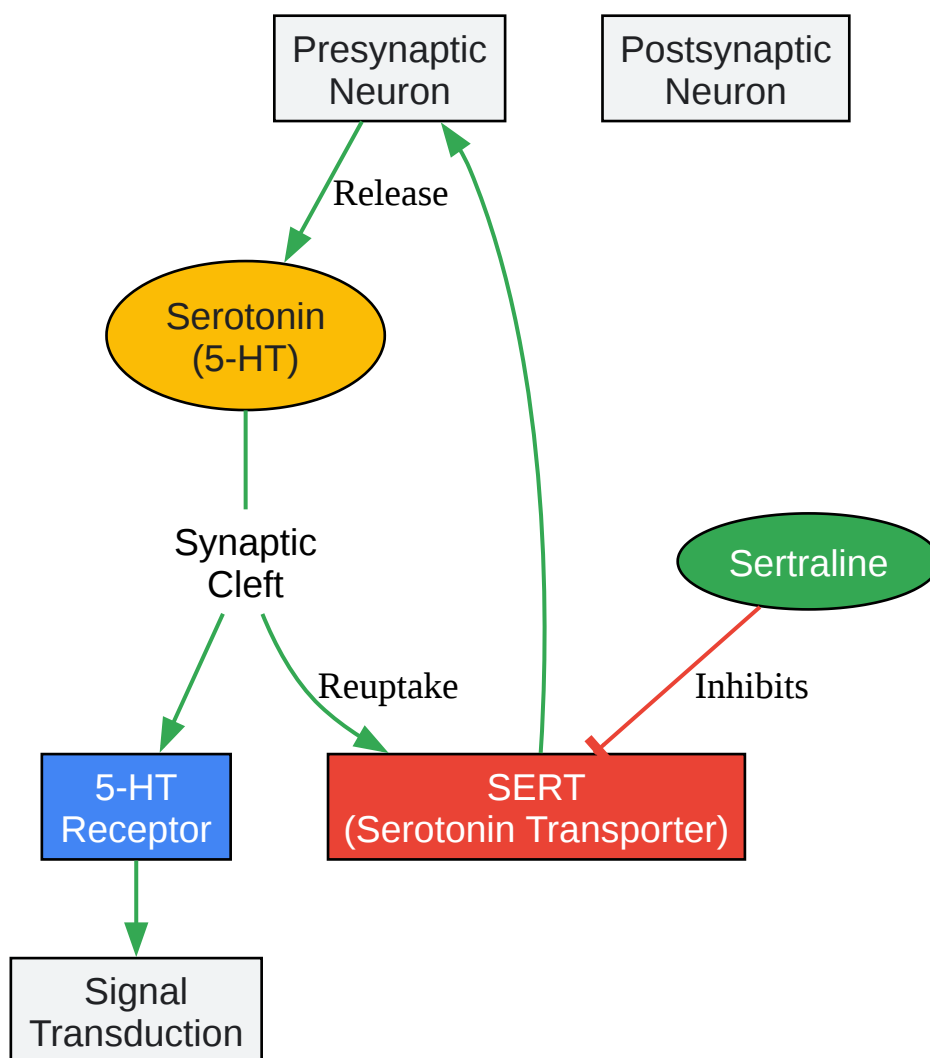 Presynaptic
Neuron
Postsynaptic
Neuron
Release
Serotonin
(5-HT)
Synaptic
Cleft
Sertraline
Reuptake
Inhibits
5-HT
Receptor
SERT
(Serotonin Transporter)
Signal
Transduction